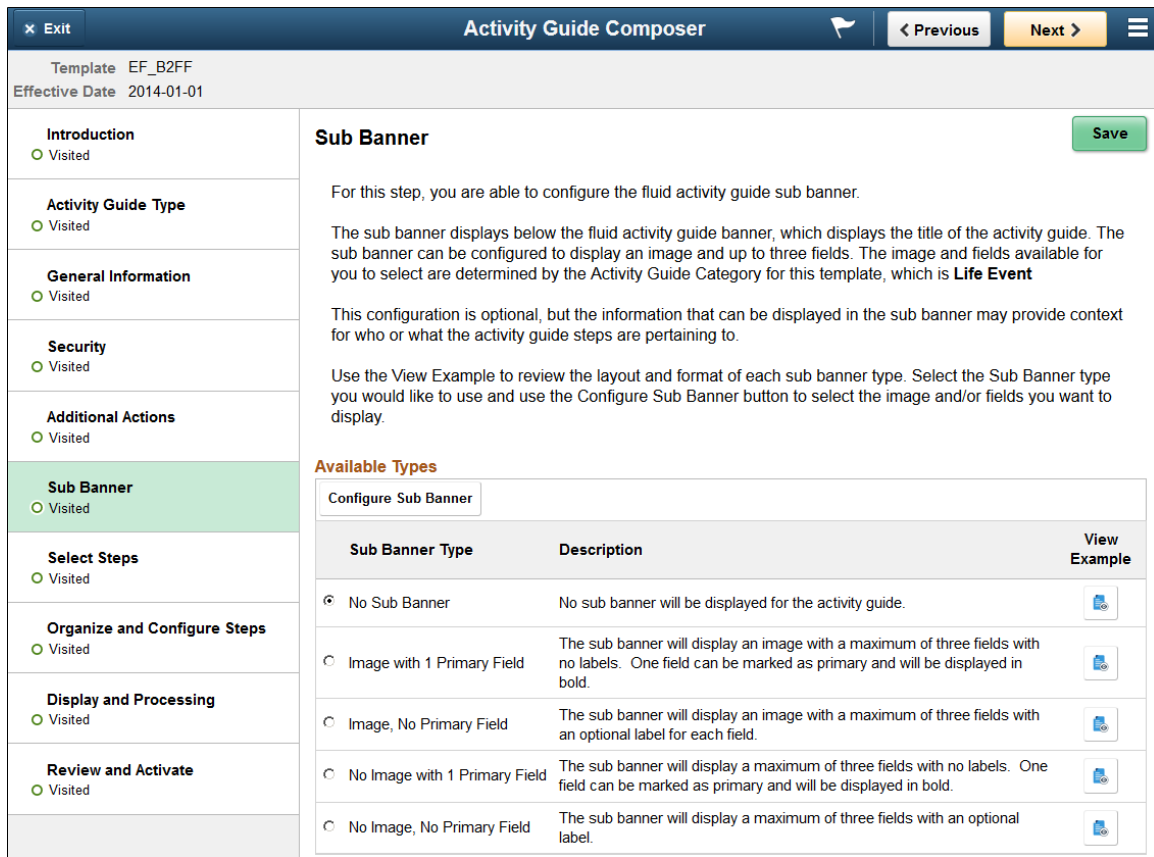 Exit
Activity Guide Composer
Previous
Next
Template EF_B2FF
Effective Date 2014-01-01
Introduction
Visited
Activity Guide Type
Visited
General Information
Visited
Security
Visited
Additional Actions
Visited
Sub Banner
Visited
Select Steps
Visited
Organize and Configure Steps
Visited
Display and Processing
Visited
Review and Activate
Visited
Sub Banner
Save
For this step, you are able to configure the fluid activity guide sub banner.
The sub banner displays below the fluid activity guide banner, which displays the title of the activity guide. The
sub banner can be configured to display an image and up to three fields. The image and fields available for
you to select are determined by the Activity Guide Category for this template, which is Life Event
This configuration is optional, but the information that can be displayed in the sub banner may provide context
for who or what the activity guide steps are pertaining to.
Use the View Example to review the layout and format of each sub banner type. Select the Sub Banner type
you would like to use and use the Configure Sub Banner button to select the image and/or fields you want to
display.
Available Types
Configure Sub Banner
Sub Banner Type
Description
View
Example
No Sub Banner
No sub banner will be displayed for the activity guide.
Image with 1 Primary Field
The sub banner will display an image with a maximum of three fields with
no labels. One field can be marked as primary and will be displayed in
bold.
Image, No Primary Field
The sub banner will display an image with a maximum of three fields with
an optional label for each field.
No Image with 1 Primary Field
The sub banner will display a maximum of three fields with no labels. One
field can be marked as primary and will be displayed in bold.
No Image, No Primary Field
The sub banner will display a maximum of three fields with an optional
label.